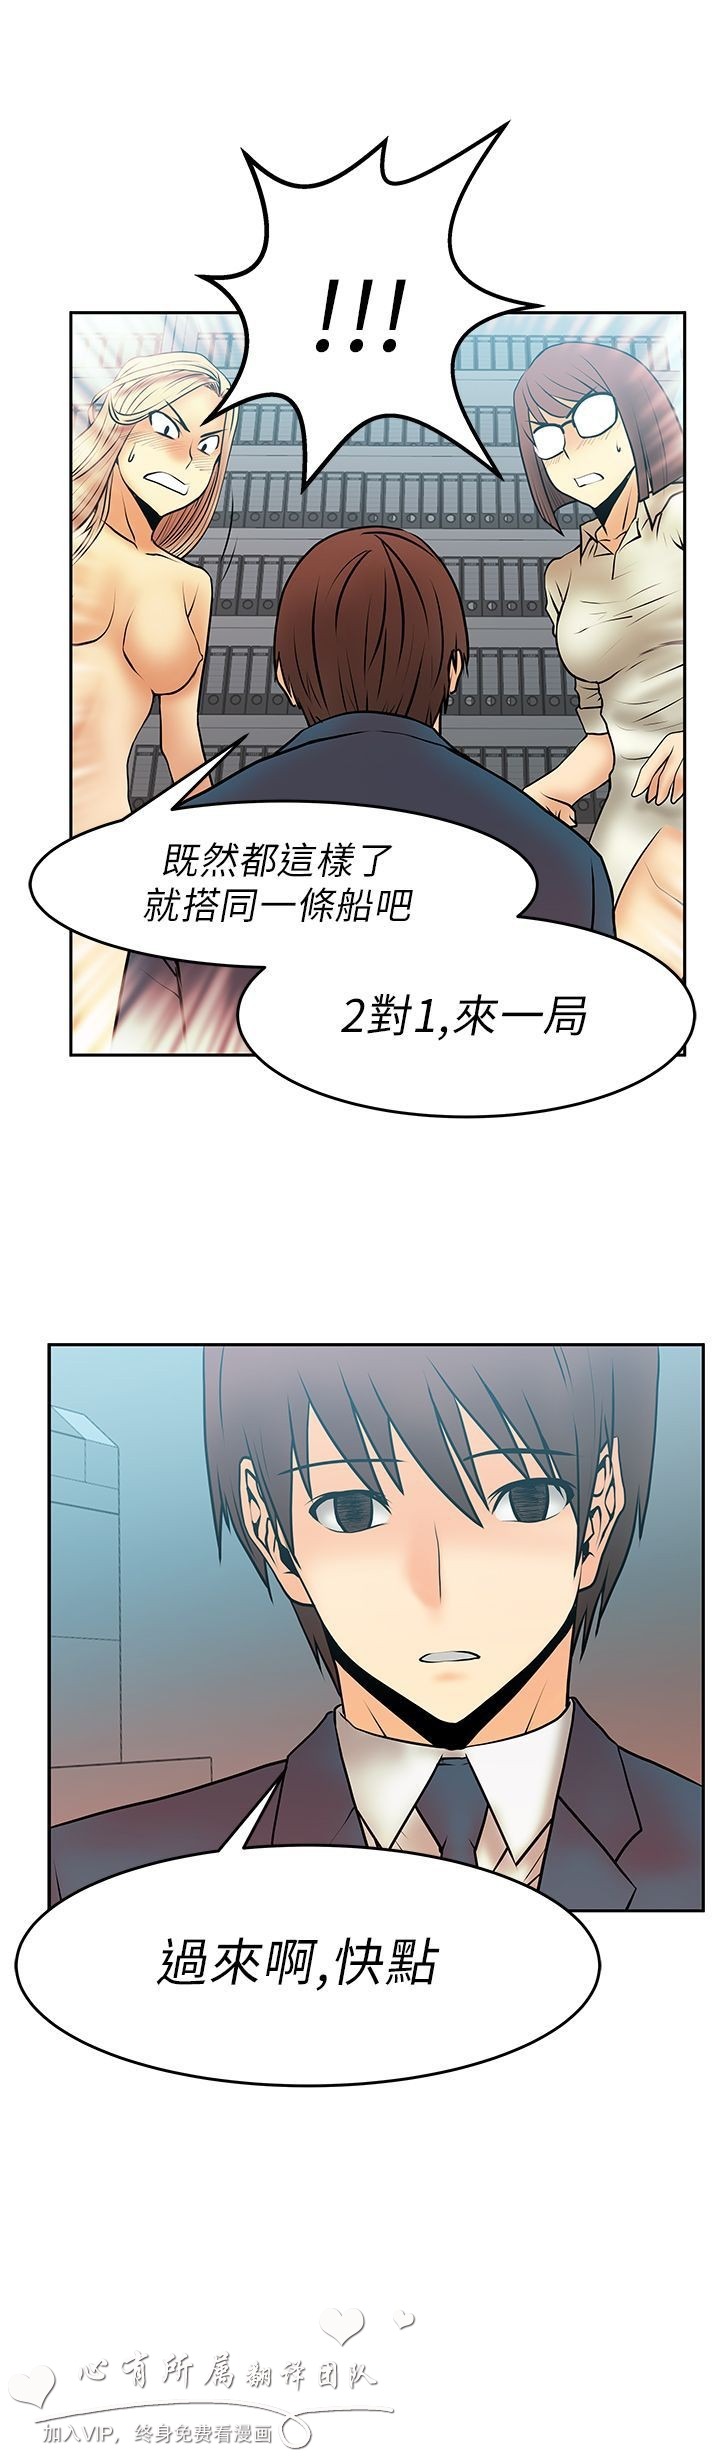 !!!
既然都這樣了
就搭同一條船吧
2對1,來一局
過來啊,快點
心有所属翻译团队
加入VIP，终身免费看漫画